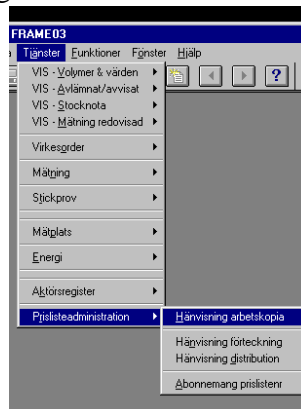 FRAME03
Tjänster Funktioner Fönster Hjälp
VIS - Volymer & värden
VIS - Avlämnat/avvisat
VIS - Stocknota
VIS - Mätning redovisad
Virkesorder
Mätning
Stickprov
Mätplats
Energi
Aktörsregister
Prislisteadministration
Hänvisning arbetskopia
Hänvisning förteckning
Hänvisning distribution
Abonnemang prislistenr